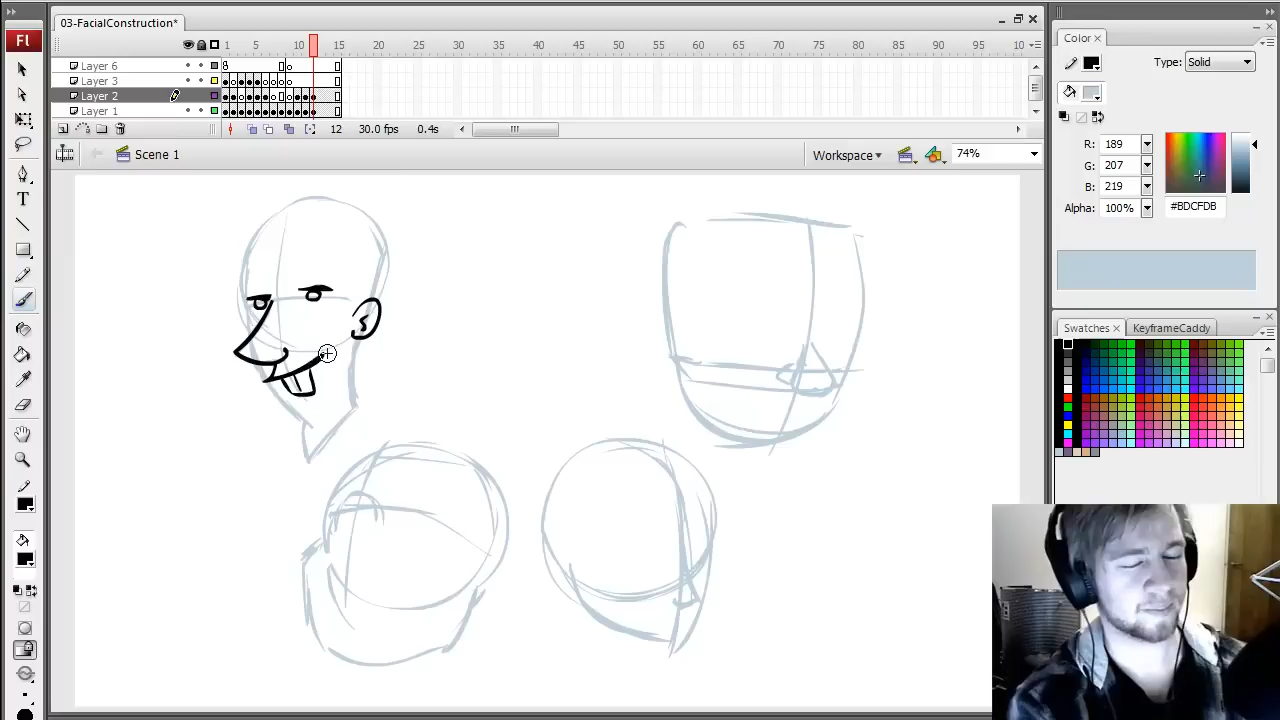 03-FacialConstruction*
Fl
1 5 10 15 20 25 30 35 40 45 50 55 60 65 70 75 80 85 90 95 10
Layer 6
Layer 3
Layer 2
Layer 1
12 30.0 fps 0.4s
Scene 1
Workspace
74%
Color
Type: Solid
R: 189
G: 207
B: 219
Alpha: 100%
#BDCFDB
Swatches
KeyframeCaddy
T